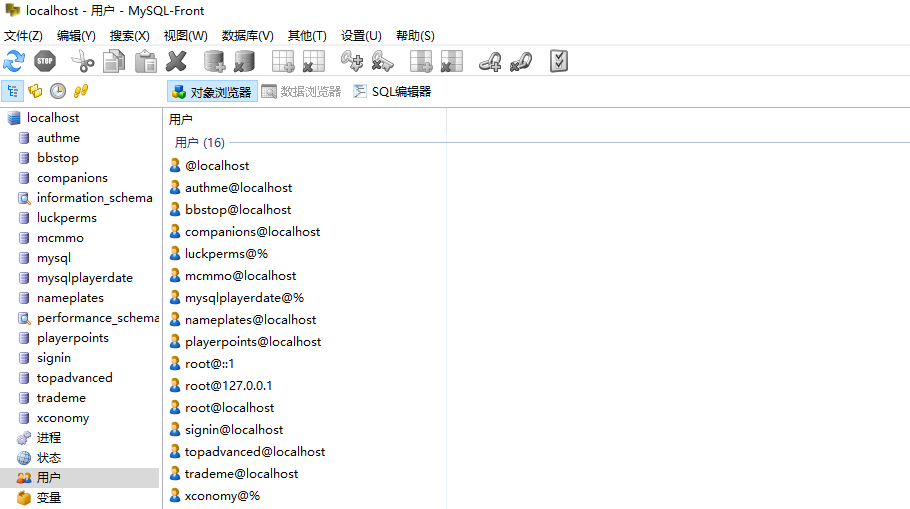 localhost - 用户 - MySQL-Front
文件(Z) 编辑(Y) 搜索(X) 视图(W) 数据库(V) 其他(T) 设置(U) 帮助(S)
STOP
对象浏览器 数据浏览器 SQL编辑器
localhost
authme
bbstop
companions
information_schema
luckperms
mcmmo
mysql
mysqlplayerdate
nameplates
performance_schema
playerpoints
signin
topadvanced
trademe
xconomy
进程
状态
用户
变量
用户
用户 (16)
@localhost
authme@localhost
bbstop@localhost
companions@localhost
luckperms@%
mcmmo@localhost
mysqlplayerdate@%
nameplates@localhost
playerpoints@localhost
root@::1
root@127.0.0.1
root@localhost
signin@localhost
topadvanced@localhost
trademe@localhost
xconomy@%